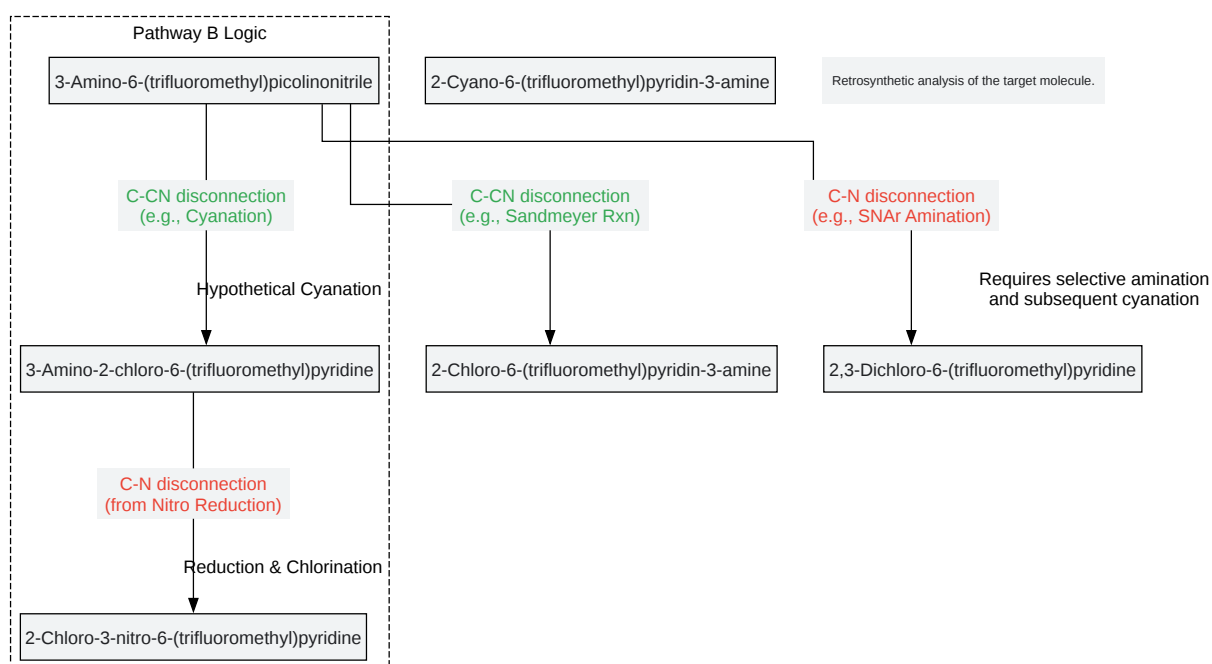 Pathway B Logic
3-Amino-6-(trifluoromethyl)picolinonitrile
2-Cyano-6-(trifluoromethyl)pyridin-3-amine
Retrosynthetic analysis of the target molecule.
C-CN disconnection
(e.g., Cyanation)
C-CN disconnection
(e.g., Sandmeyer Rxn)
C-N disconnection
(e.g., SNAr Amination)
Hypothetical Cyanation
Requires selective amination
and subsequent cyanation
3-Amino-2-chloro-6-(trifluoromethyl)pyridine
2-Chloro-6-(trifluoromethyl)pyridin-3-amine
2,3-Dichloro-6-(trifluoromethyl)pyridine
C-N disconnection
(from Nitro Reduction)
Reduction & Chlorination
2-Chloro-3-nitro-6-(trifluoromethyl)pyridine